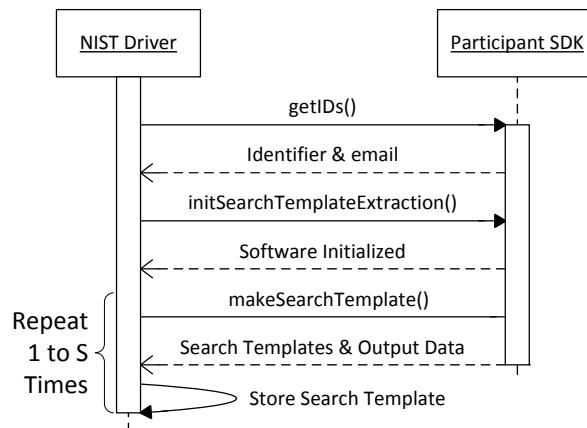 NIST Driver
Participant SDK
getIDs()
Identifier & email
initSearchTemplateExtraction()
Software Initialized
makeSearchTemplate()
Repeat
1 to S
Times
Search Templates & Output Data
Store Search Template